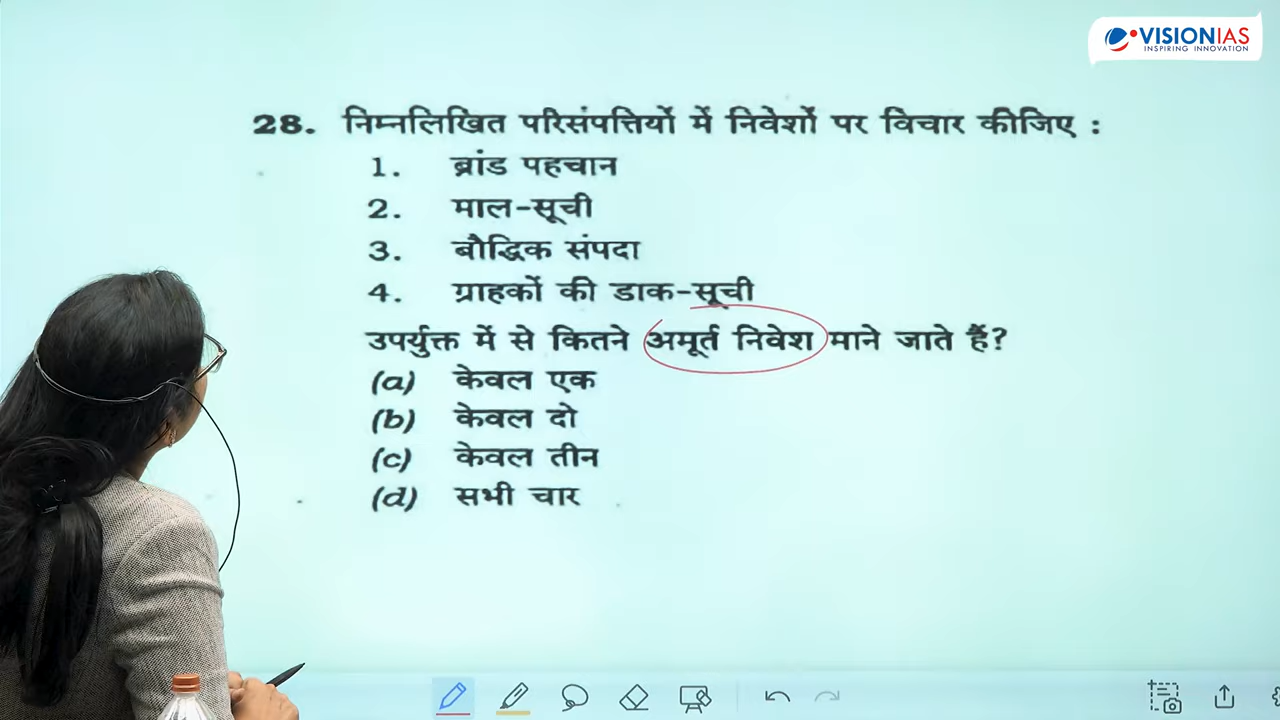 VISIONIAS
INSPIRING INNOVATION
28. निम्नलिखित परिसंपत्तियों में निवेशों पर विचार कीजिए :
1. ब्रांड पहचान
2. माल-सूची
3. बौद्धिक संपदा
4. ग्राहकों की डाक-सूची
उपर्युक्त में से कितने अमूर्त निवेश माने जाते हैं?
(a) केवल एक
(b) केवल दो
(c) केवल तीन
(d) सभी चार